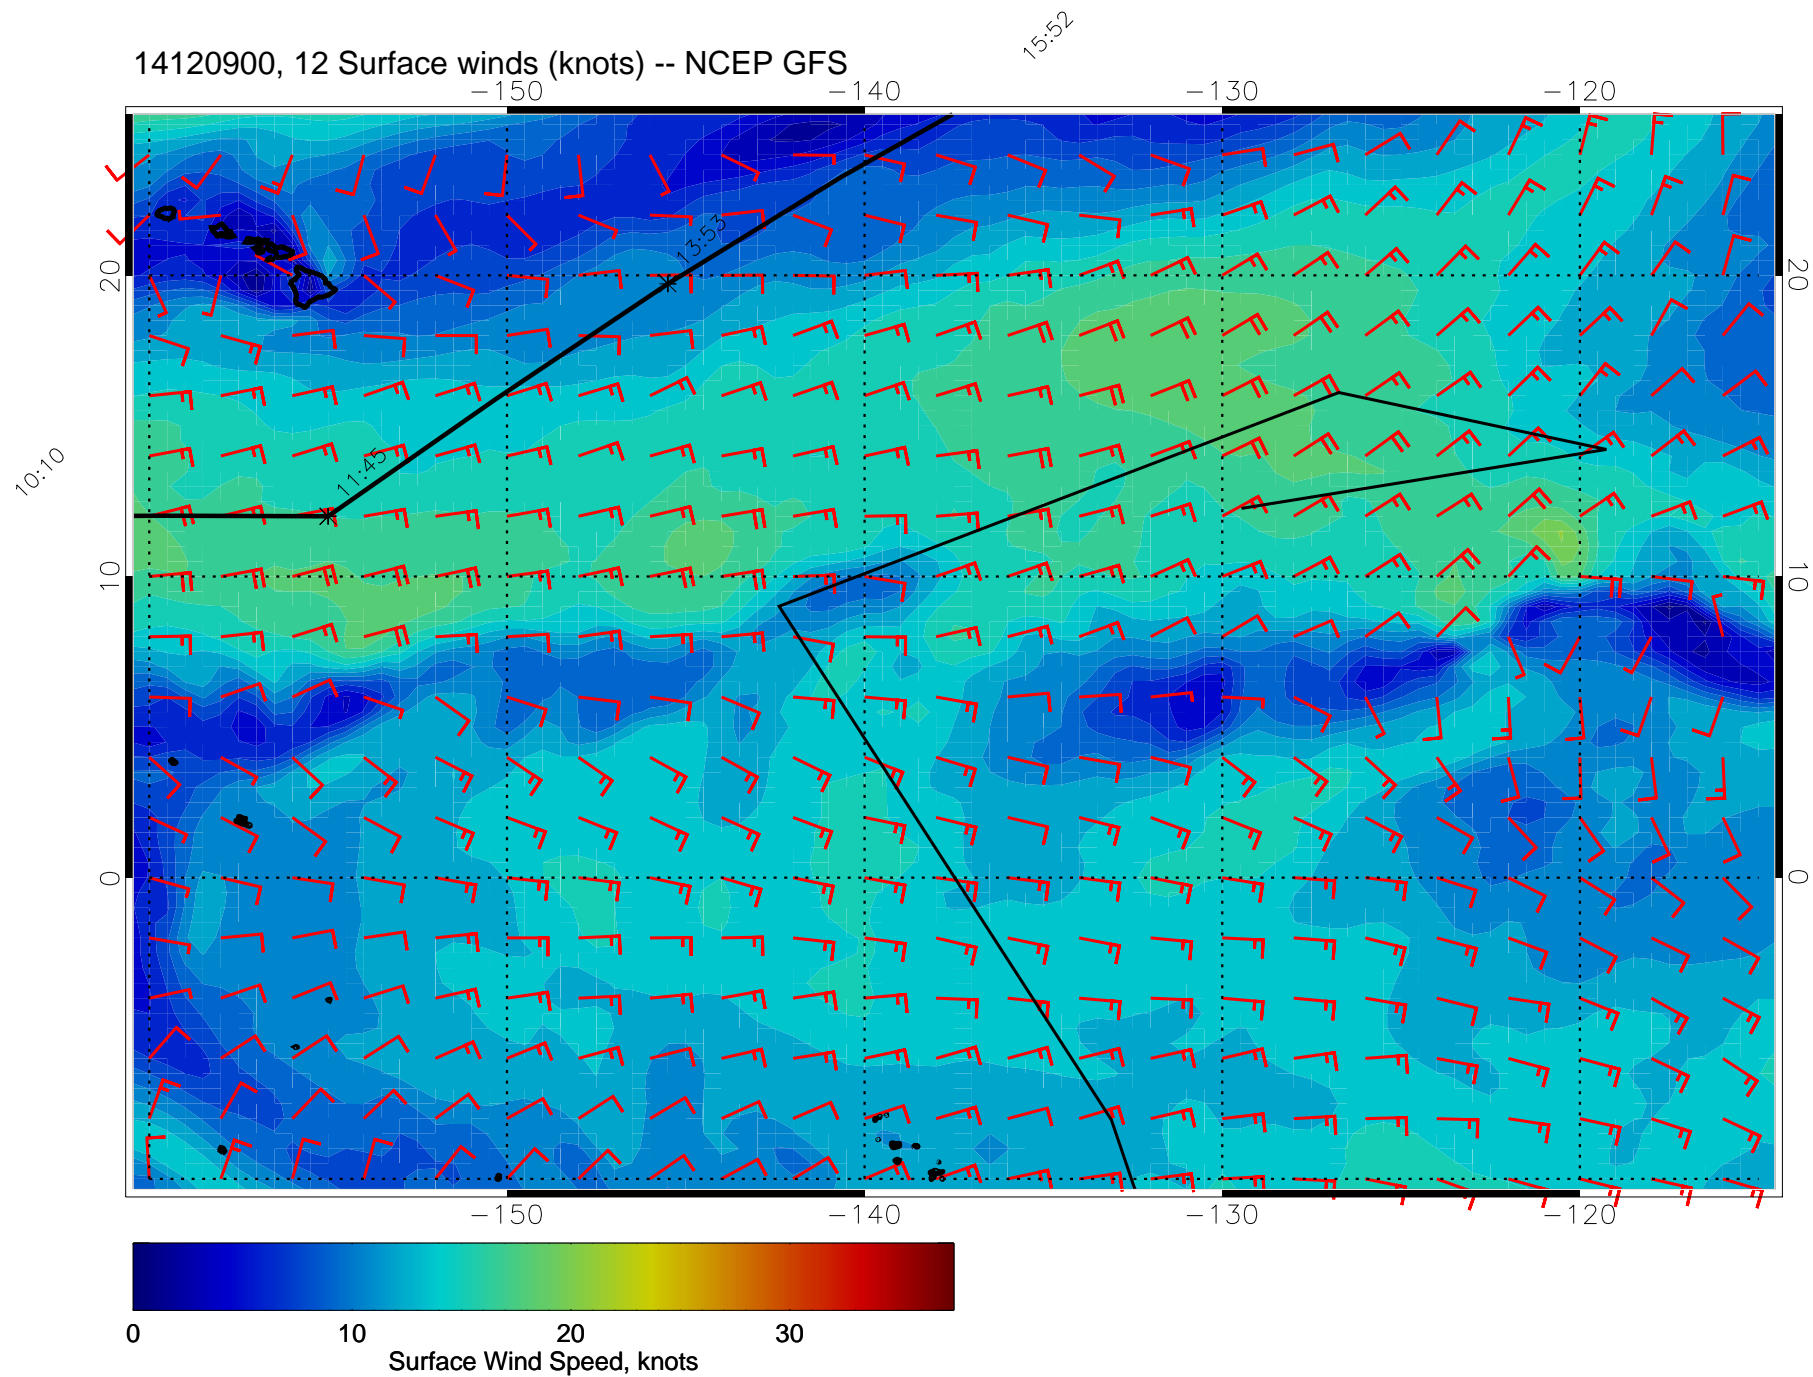 15:52
14120900, 12 Surface winds (knots) -- NCEP GFS
-150 -140 -130 -120
13:53
20 20
11:45
10:10
10 10
0 0
-150 -140 -130 -120
0 10 20 30
Surface Wind Speed, knots